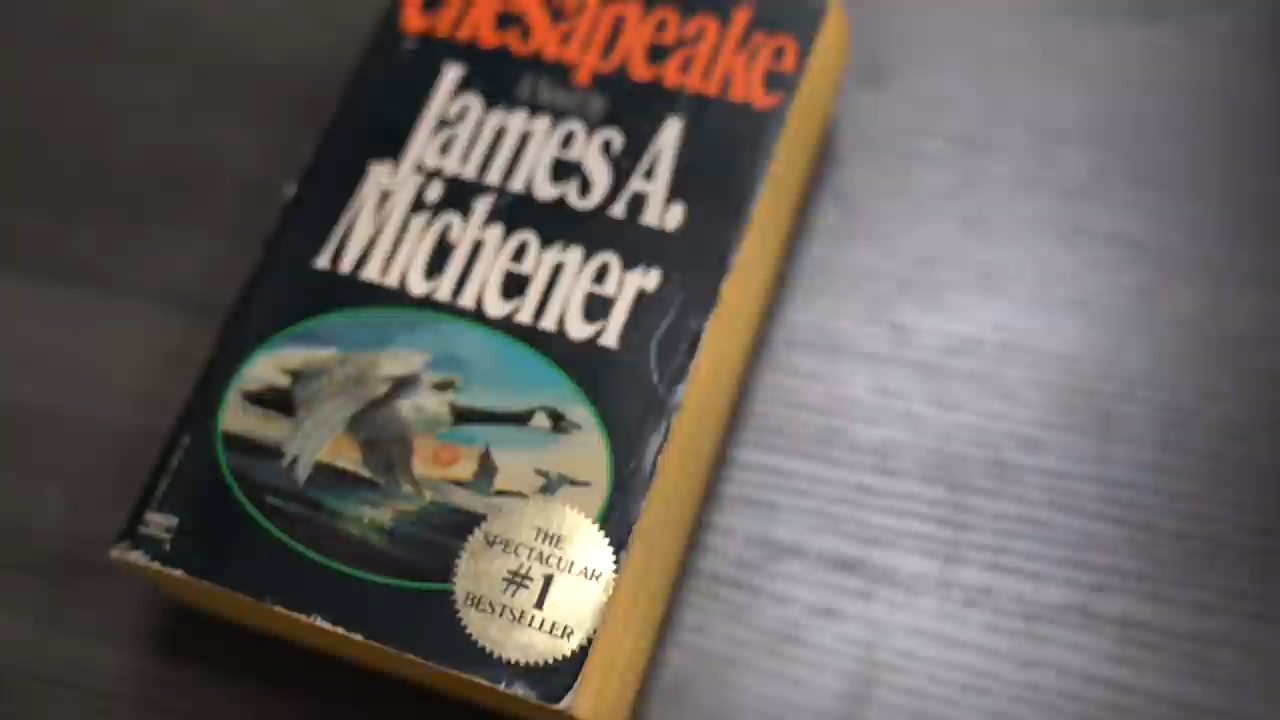 Chesapeake
James A.
Michener
THE
SPECTACULAR
#1
BESTSELLER